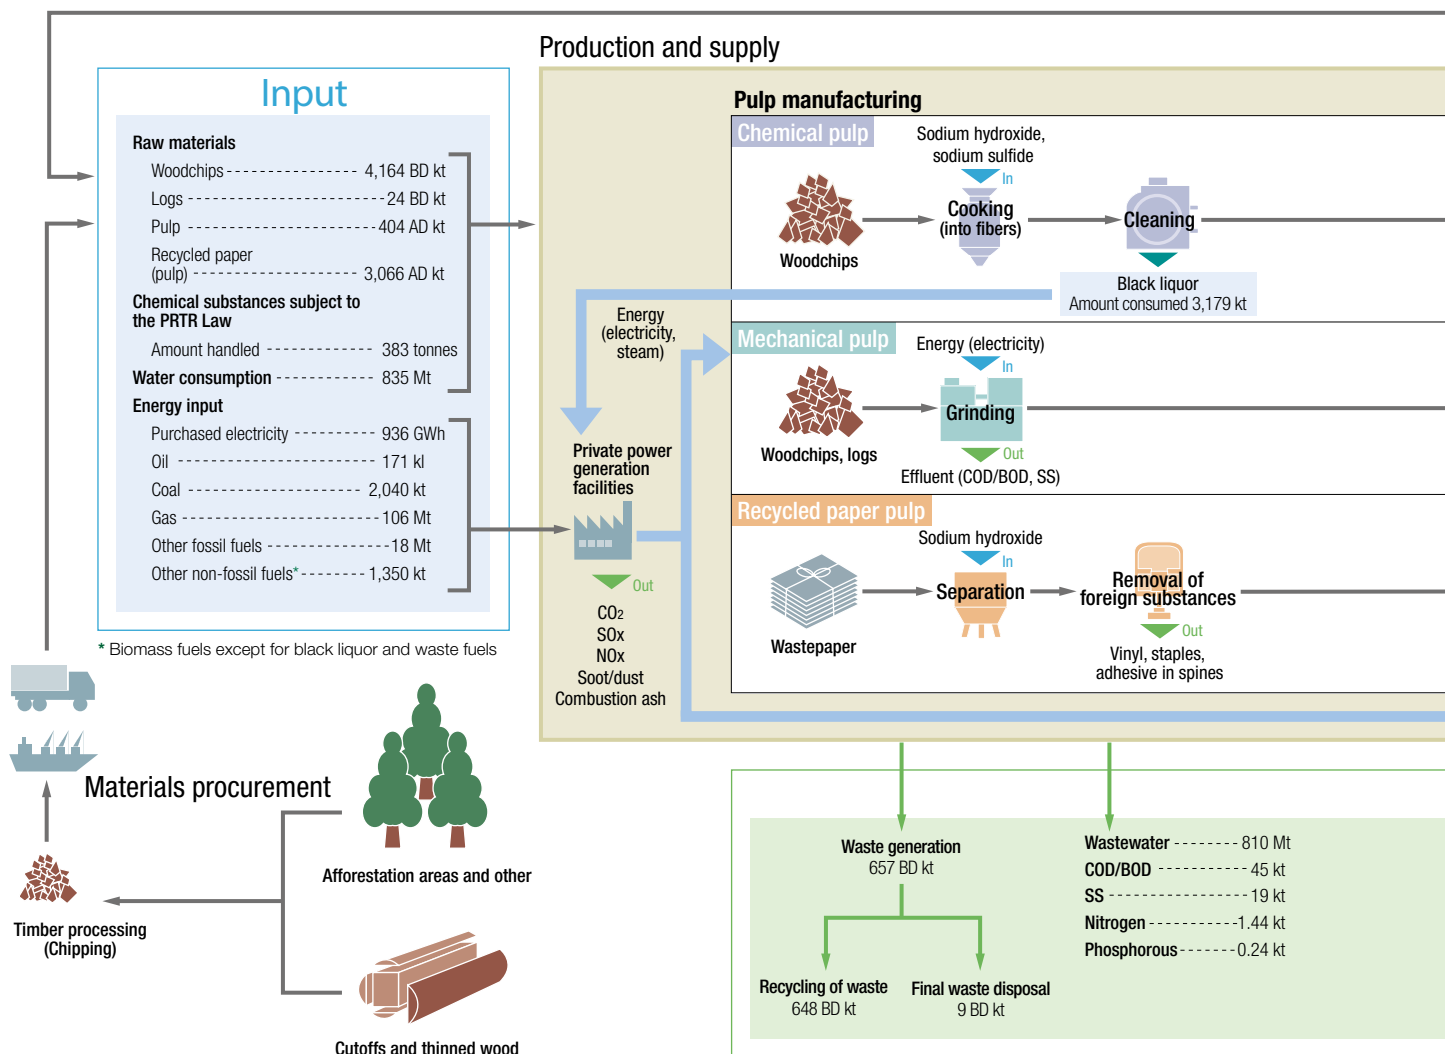 Production and supply
Input
Raw materials
Woodchips 4,164 BD kt
Logs 24 BD kt
Pulp 404 AD kt
Recycled paper
(pulp) 3,066 AD kt
Chemical substances subject to
the PRTR Law
Amount handled 383 tonnes
Water consumption 835 Mt
Energy input
Purchased electricity 936 GWh
Oil 171 kl
Coal 2,040 kt
Gas 106 Mt
Other fossil fuels 18 Mt
Other non-fossil fuels* 1,350 kt
* Biomass fuels except for black liquor and waste fuels
Pulp manufacturing
Chemical pulp
Sodium hydroxide,
sodium sulfide
In
Woodchips
Cooking
(into fibers)
Cleaning
Black liquor
Amount consumed 3,179 kt
Energy
(electricity,
steam)
Mechanical pulp
Energy (electricity)
In
Woodchips, logs
Grinding
Out
Effluent (COD/BOD, SS)
Private power
generation
facilities
Out
CO2
SOx
NOx
Soot/dust
Combustion ash
Recycled paper pulp
Sodium hydroxide
In
Wastepaper
Separation
Removal of
foreign substances
Out
Vinyl, staples,
adhesive in spines
Materials procurement
Afforestation areas and other
Timber processing
(Chipping)
Cutoffs and thinned wood
Waste generation
657 BD kt
Recycling of waste
648 BD kt
Final waste disposal
9 BD kt
Wastewater 810 Mt
COD/BOD 45 kt
SS 19 kt
Nitrogen 1.44 kt
Phosphorous 0.24 kt